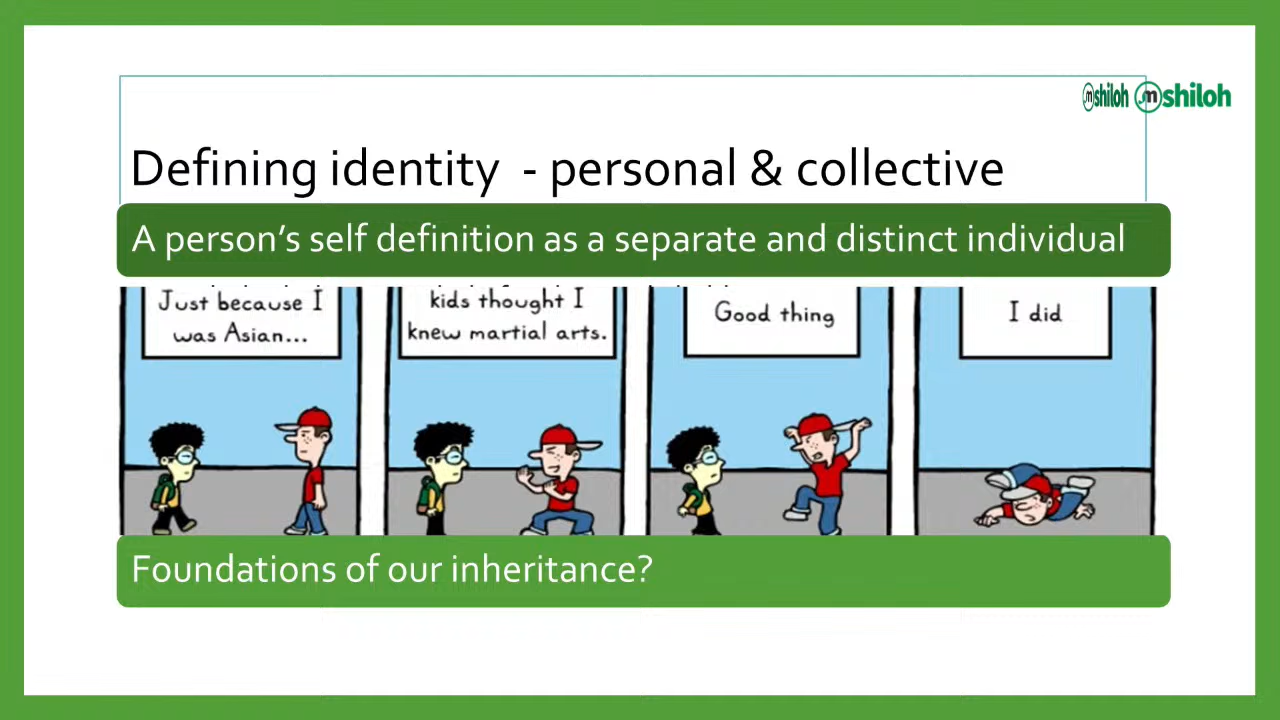 shiloh shiloh
Defining identity - personal & collective
A person's self definition as a separate and distinct individual
Just because I
was Asian...
kids thought I
knew martial arts.
Good thing
I did
Foundations of our inheritance?